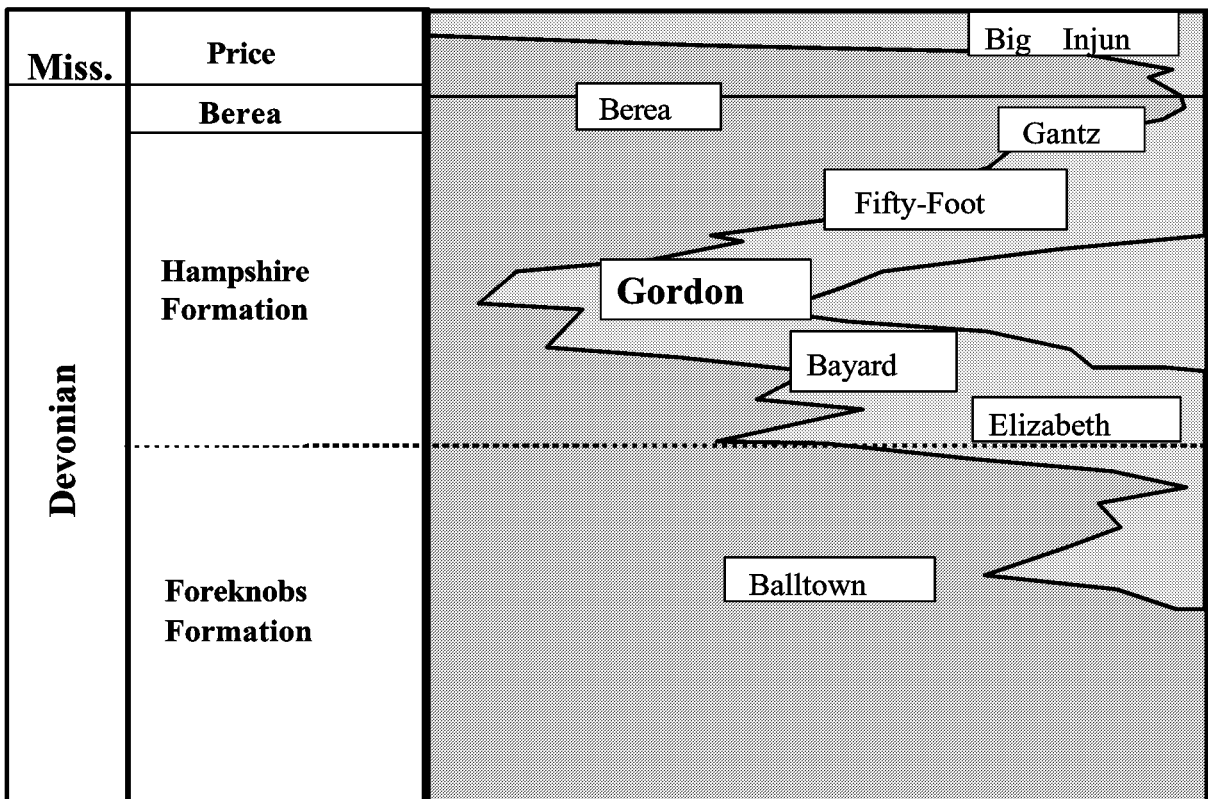 Miss.
Price
Berea
Hampshire
Formation
Devonian
Foreknobs
Formation
Big Injun
Berea
Gantz
Fifty-Foot
Gordon
Bayard
Elizabeth
Balltown